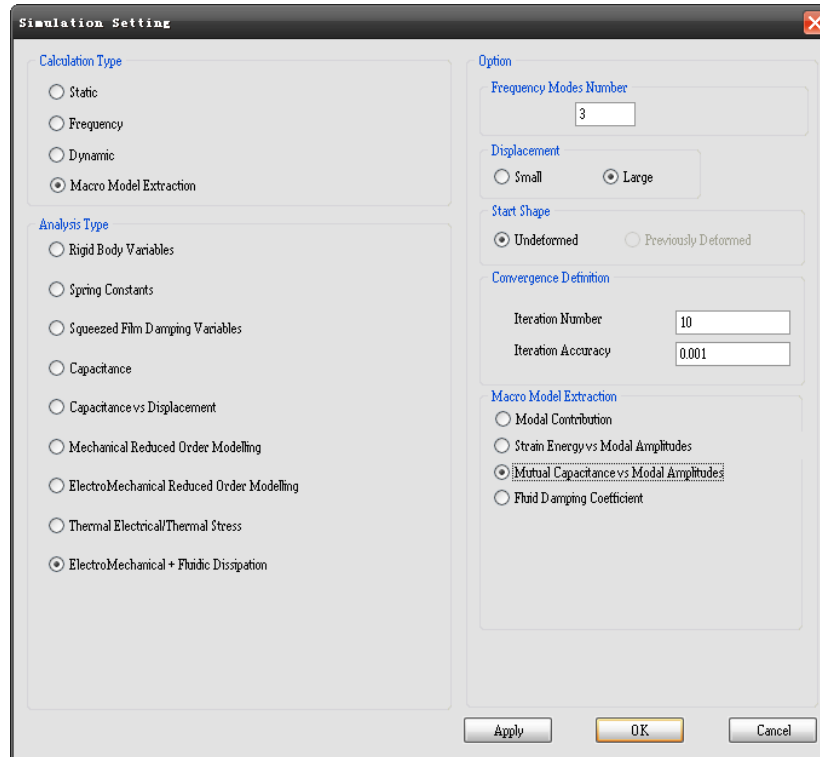 Simulation Setting
Calculation Type
Static
Frequency
Dynamic
Macro Model Extraction
Analysis Type
Rigid Body Variables
Spring Constants
Squeezed Film Damping Variables
Capacitance
Capacitance vs Displacement
Mechanical Reduced Order Modelling
ElectroMechanical Reduced Order Modelling
Thermal Electrical/Thermal Stress
ElectroMechanical + Fluidic Dissipation
Option
Frequency Modes Number
3
Displacement
Small Large
Start Shape
Undeformed Previously Deformed
Convergence Definition
Iteration Number 10
Iteration Accuracy 0.001
Macro Model Extraction
Modal Contribution
Strain Energy vs Modal Amplitudes
Mutual Capacitance vs Modal Amplitudes
Fluid Damping Coefficient
Apply OK Cancel